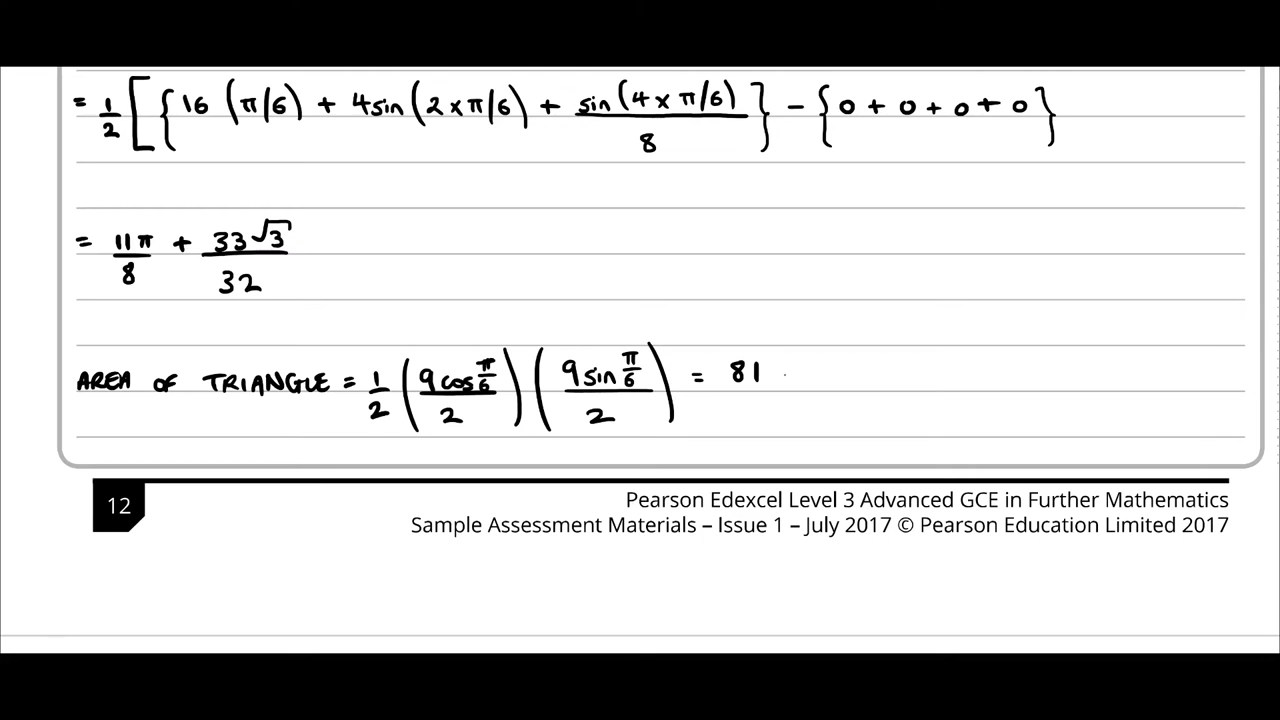 = 1/2 [ { 16 (π/6) + 4sin (2 × π/6) + sin (4 × π/6) / 8 } − { 0 + 0 + 0 + 0 } ]
= 11π/8 + 33√3/32
AREA OF TRIANGLE = 1/2 ( 9cos π/6 / 2 ) ( 9sin π/6 / 2 ) = 81
12
Pearson Edexcel Level 3 Advanced GCE in Further Mathematics
Sample Assessment Materials – Issue 1 – July 2017 © Pearson Education Limited 2017